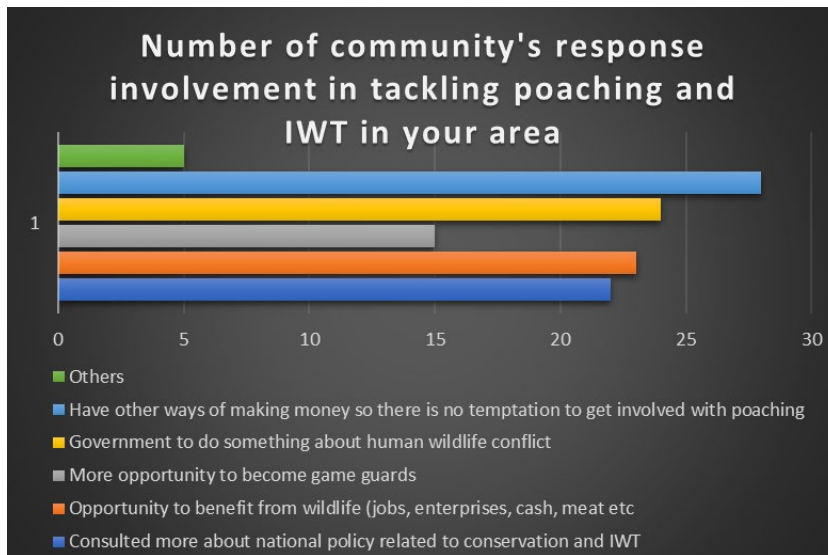 Number of community's response
involvement in tackling poaching and
IWT in your area
1
0 5 10 15 20 25 30
Others
Have other ways of making money so there is no temptation to get involved with poaching
Government to do something about human wildlife conflict
More opportunity to become game guards
Opportunity to benefit from wildlife (jobs, enterprises, cash, meat etc
Consulted more about national policy related to conservation and IWT